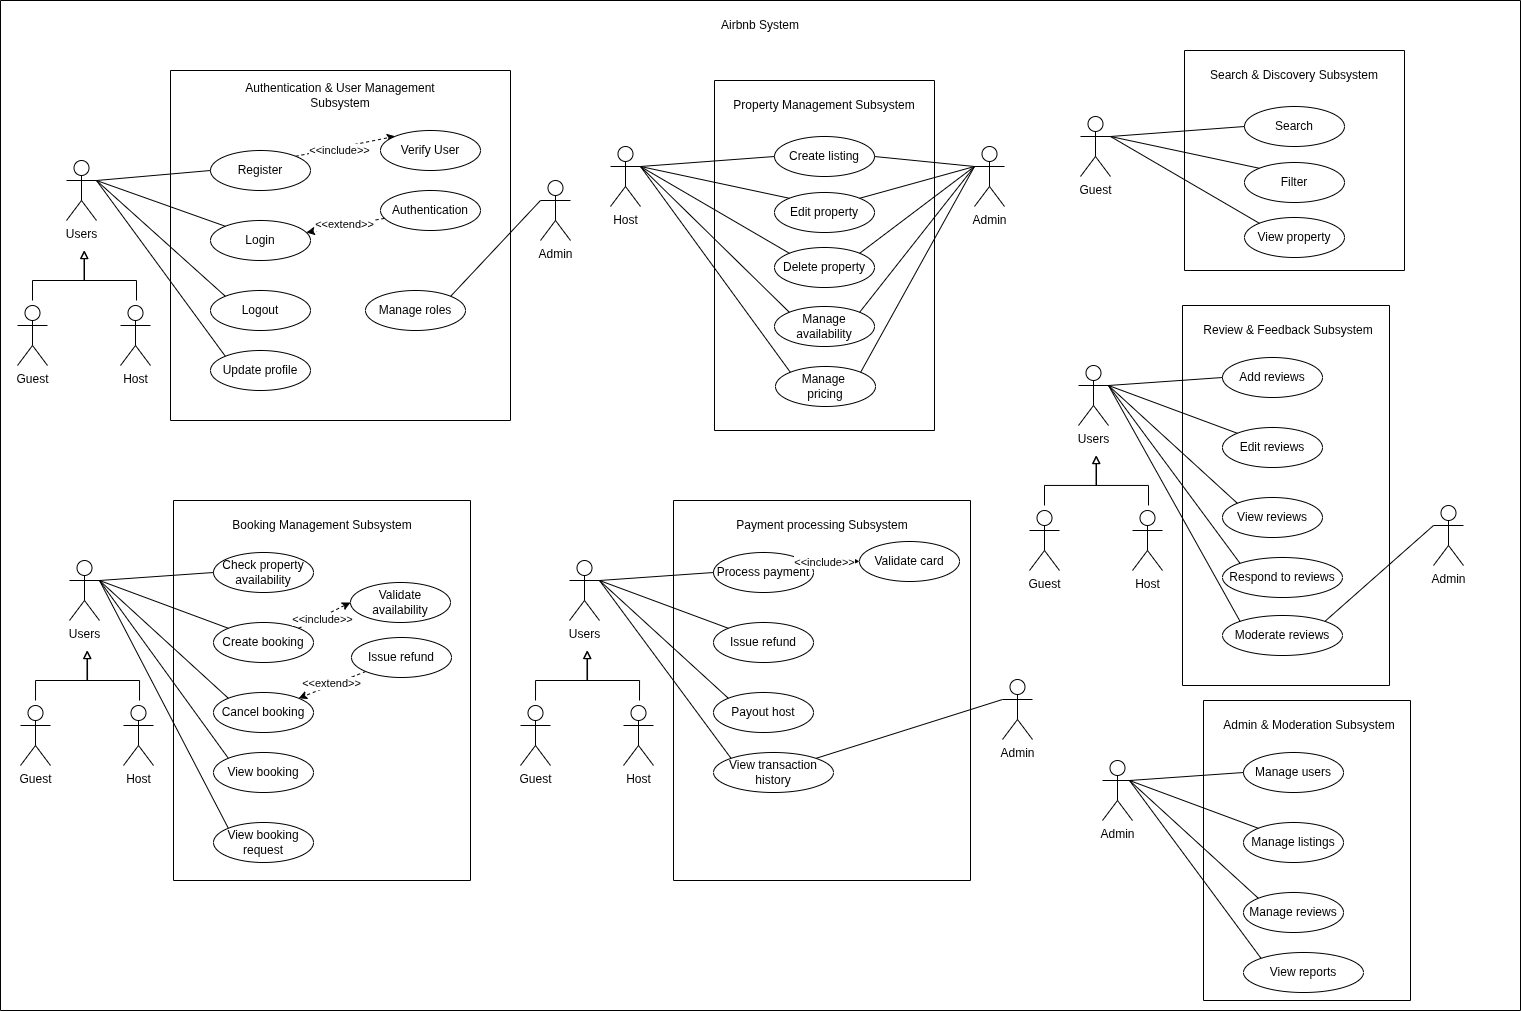 Airbnb System
Authentication & User Management
Subsystem
Register
<<include>>
Verify User
Users
Login
<<extend>>
Authentication
Logout
Manage roles
Update profile
Admin
Guest
Host
Property Management Subsystem
Host
Create listing
Edit property
Delete property
Manage
availability
Manage
pricing
Admin
Search & Discovery Subsystem
Guest
Search
Filter
View property
Review & Feedback Subsystem
Users
Add reviews
Edit reviews
View reviews
Respond to reviews
Moderate reviews
Guest
Host
Admin
Booking Management Subsystem
Users
Check property
availability
Create booking
<<include>>
Validate
availability
Issue refund
<<extend>>
Cancel booking
View booking
View booking
request
Guest
Host
Payment processing Subsystem
Users
Process payment
<<include>>
Validate card
Issue refund
Payout host
View transaction
history
Guest
Host
Admin
Admin & Moderation Subsystem
Admin
Manage users
Manage listings
Manage reviews
View reports